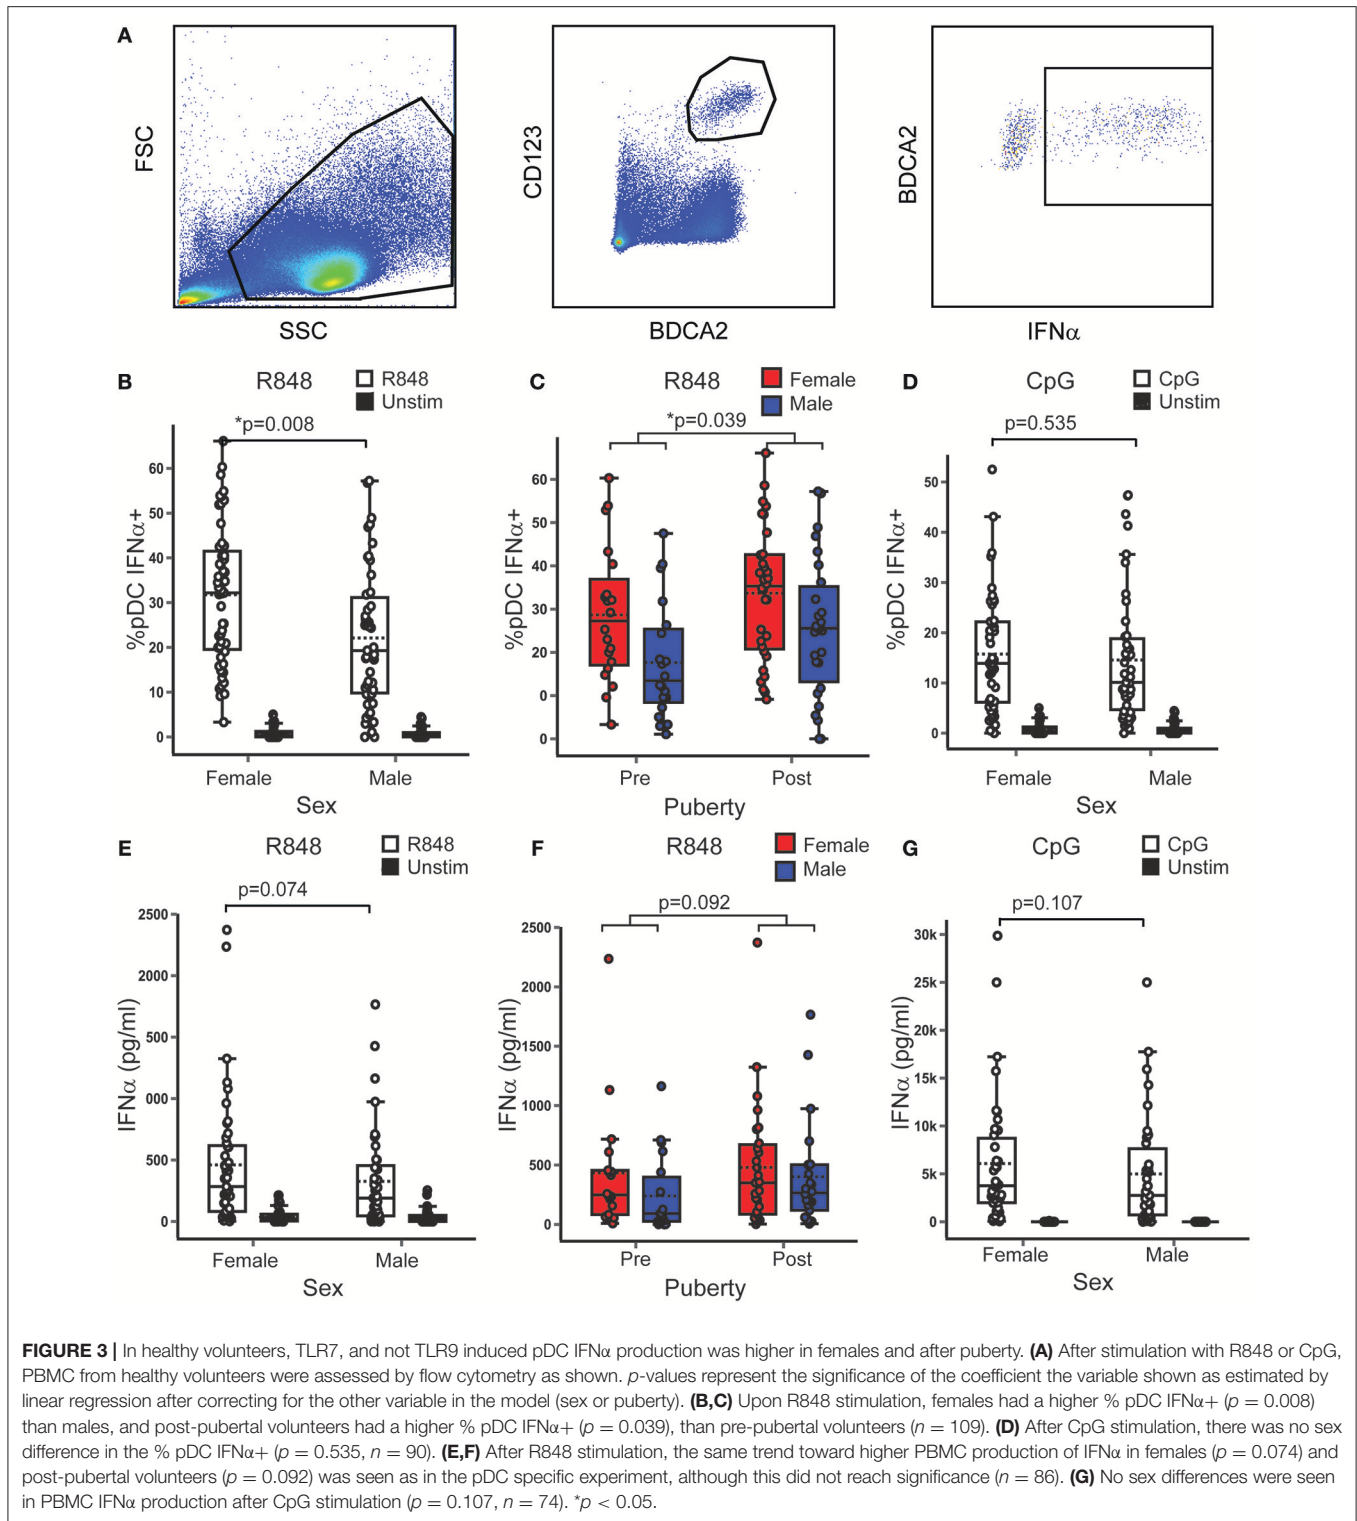 A
FSC
SSC
CD123
BDCA2
BDCA2
IFNα
B
R848
R848
Unstim
*p=0.008
%pDC IFNα+
60
50
40
30
20
10
0
Female
Male
Sex
C
R848
Female
Male
*p=0.039
%pDC IFNα+
60
50
40
30
20
0
0
Pre
Post
Puberty
D
CpG
CpG
Unstim
p=0.535
%pDC IFNα+
50
40
30
20
10
0
Female
Male
Sex
E
R848
R848
Unstim
p=0.074
IFNα (pg/ml)
2500
2000
500
000
500
0
Female
Male
Sex
F
R848
Female
Male
p=0.092
IFNα (pg/ml)
2500
2000
1500
1000
500
0
Pre
Post
Puberty
G
CpG
CpG
Unstim
p=0.107
IFNα (pg/ml)
30k
25k
20k
15k
10k
5k
0
Female
Male
Sex
FIGURE 3 | In healthy volunteers, TLR7, and not TLR9 induced pDC IFNα production was higher in females and after puberty. (A) After stimulation with R848 or CpG,
PBMC from healthy volunteers were assessed by flow cytometry as shown. p-values represent the significance of the coefficient the variable shown as estimated by
linear regression after correcting for the other variable in the model (sex or puberty). (B,C) Upon R848 stimulation, females had a higher % pDC IFNα+ (p = 0.008)
than males, and post-pubertal volunteers had a higher % pDC IFNα+ (p = 0.039), than pre-pubertal volunteers (n = 109). (D) After CpG stimulation, there was no sex
difference in the % pDC IFNα+ (p = 0.535, n = 90). (E,F) After R848 stimulation, the same trend toward higher PBMC production of IFNα in females (p = 0.074) and
post-pubertal volunteers (p = 0.092) was seen as in the pDC specific experiment, although this did not reach significance (n = 86). (G) No sex differences were seen
in PBMC IFNα production after CpG stimulation (p = 0.107, n = 74). *p < 0.05.